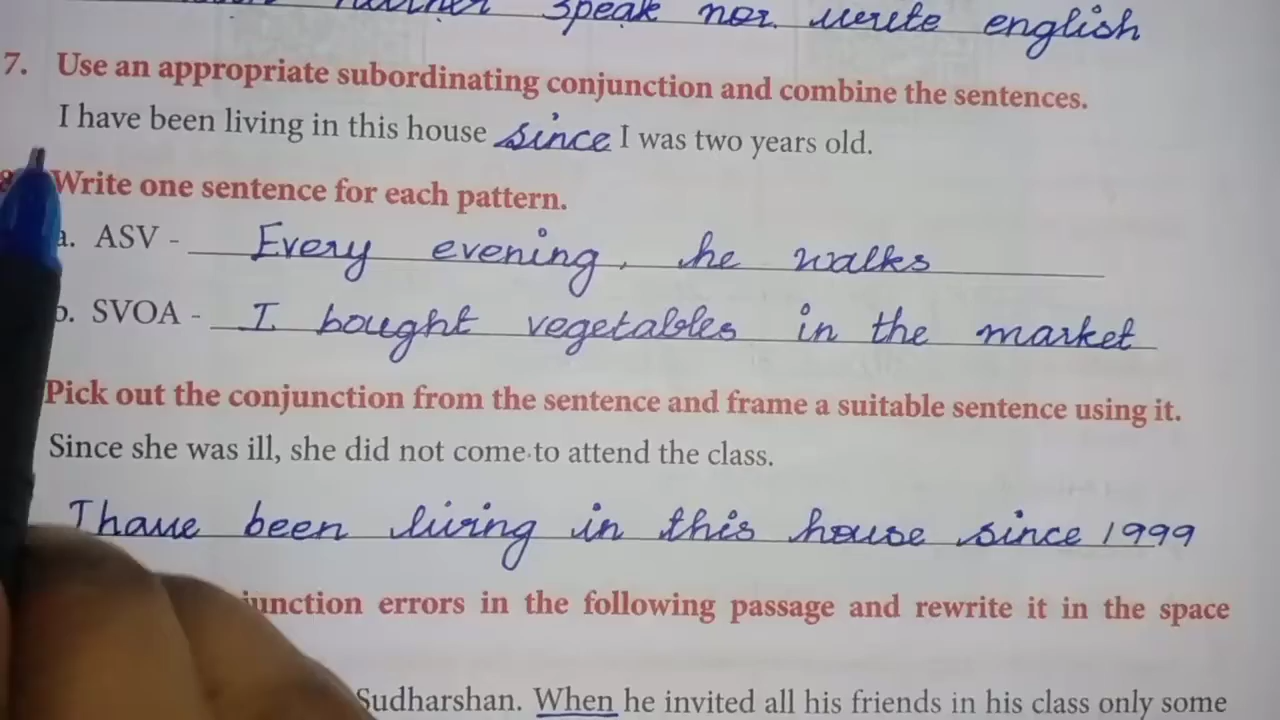 neither speak nor write english
7. Use an appropriate subordinating conjunction and combine the sentences.
I have been living in this house since I was two years old.
8 Write one sentence for each pattern.
a. ASV - Every evening, he walks
b. SVOA - I bought vegetables in the market
Pick out the conjunction from the sentence and frame a suitable sentence using it.
Since she was ill, she did not come to attend the class.
I have been living in this house since 1999
junction errors in the following passage and rewrite it in the space
Sudharshan. When he invited all his friends in his class only some